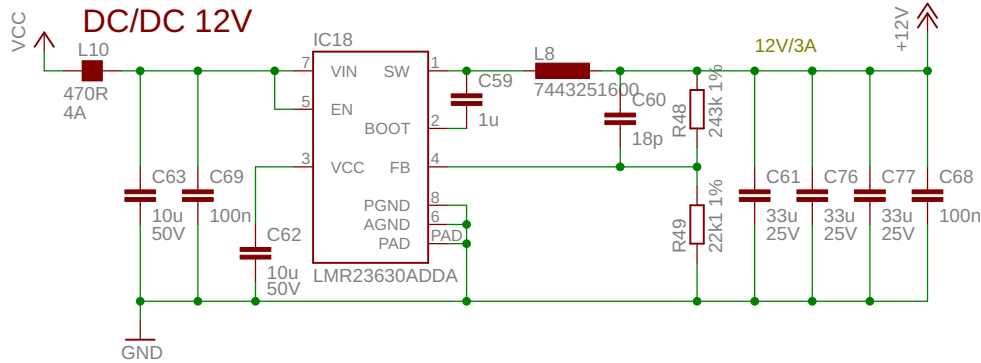 DC/DC 12V
VCC
L10
470R
4A
IC18
7
VIN
SW
1
5
EN
BOOT
2
3
VCC
FB
4
PGND
8
AGND
6
PAD
PAD
LMR23630ADDA
C59
1u
L8
7443251600
C60
18p
R48
243k 1%
R49
22k1 1%
12V/3A
+12V
C63
10u
50V
C69
100n
C62
10u
50V
C61
33u
25V
C76
33u
25V
C77
33u
25V
C68
100n
GND